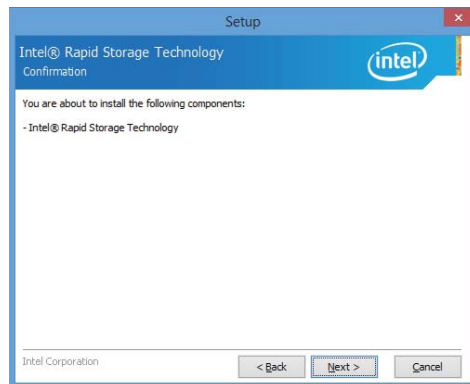 Setup
Intel® Rapid Storage Technology
Confirmation
intel
You are about to install the following components:
- Intel® Rapid Storage Technology
Intel Corporation
< Back
Next >
Cancel